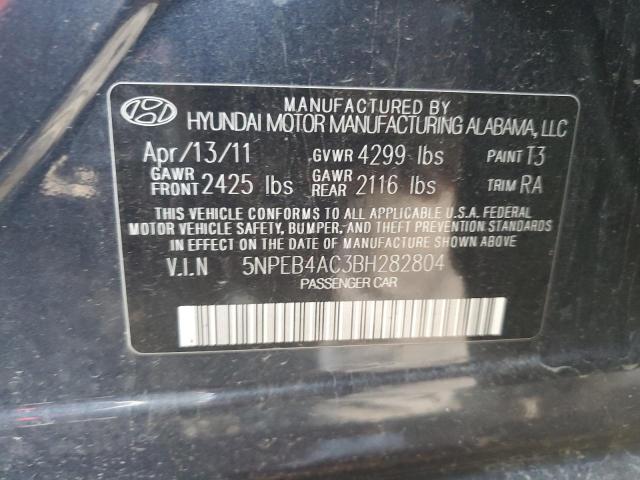 MANUFACTURED BY
HYUNDAI MOTOR MANUFACTURING ALABAMA, LLC
Apr/13/11 GVWR 4299 lbs PAINT T3
GAWR FRONT 2425 lbs GAWR REAR 2116 lbs TRIM RA
THIS VEHICLE CONFORMS TO ALL APPLICABLE U.S.A. FEDERAL
MOTOR VEHICLE SAFETY, BUMPER, AND THEFT PREVENTION STANDARDS
IN EFFECT ON THE DATE OF MANUFACTURE SHOWN ABOVE
V.I.N 5NPEB4AC3BH282804
PASSENGER CAR